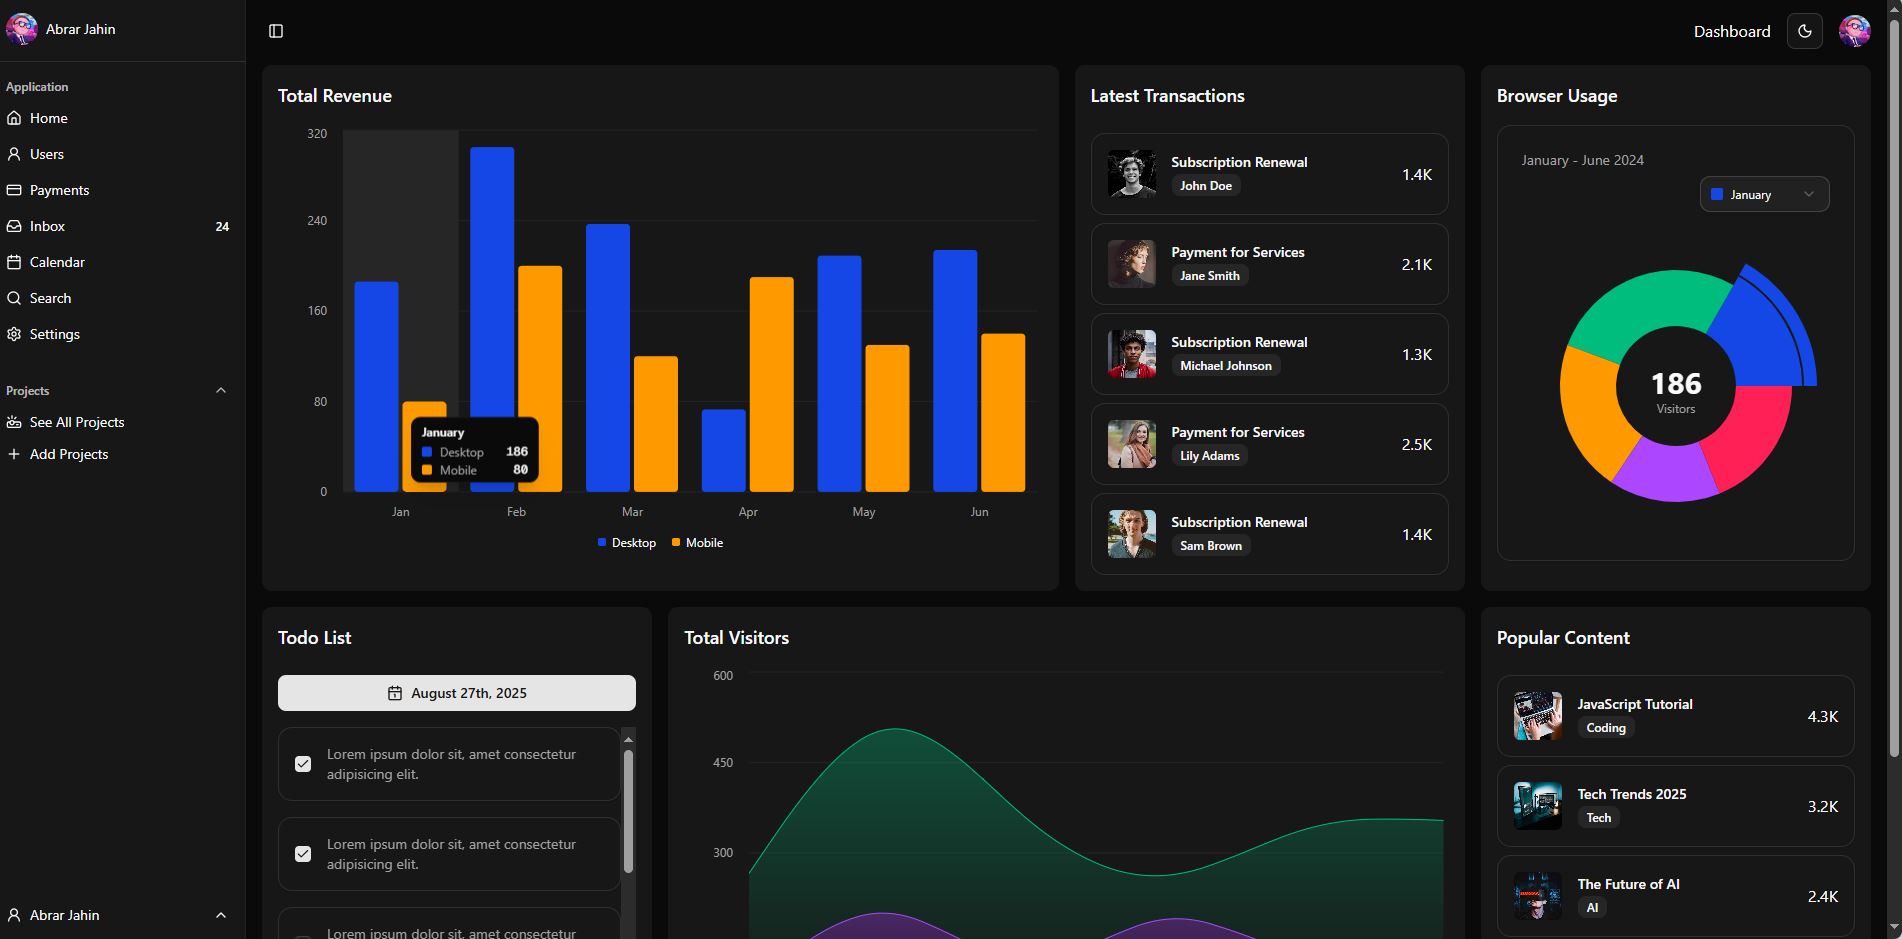 Abrar Jahin
Application
Home
Users
Payments
Inbox 24
Calendar
Search
Settings
Projects
See All Projects
Add Projects
Abrar Jahin
Dashboard
Total Revenue
320
240
160
80
0
January
Desktop 186
Mobile 80
Jan Feb Mar Apr May Jun
Desktop Mobile
Latest Transactions
Subscription Renewal
John Doe
1.4K
Payment for Services
Jane Smith
2.1K
Subscription Renewal
Michael Johnson
1.3K
Payment for Services
Lily Adams
2.5K
Subscription Renewal
Sam Brown
1.4K
Browser Usage
January - June 2024
January
186
Visitors
Todo List
August 27th, 2025
Lorem ipsum dolor sit, amet consectetur
adipisicing elit.
Lorem ipsum dolor sit, amet consectetur
adipisicing elit.
Lorem ipsum dolor sit, amet consectetur
Total Visitors
600
450
300
Popular Content
JavaScript Tutorial
Coding
4.3K
Tech Trends 2025
Tech
3.2K
The Future of AI
AI
2.4K